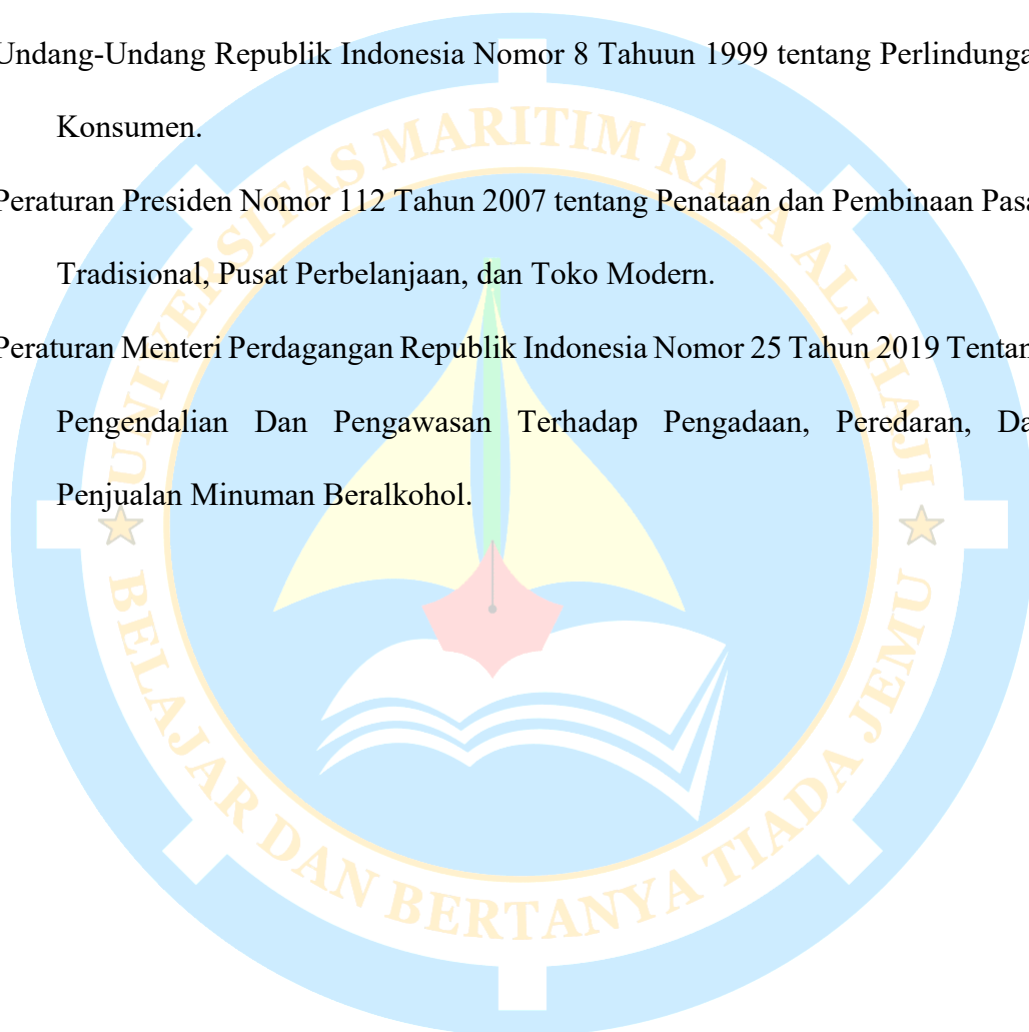 Undang-Undang Republik Indonesia Nomor 8 Tahuun 1999 tentang Perlindunga
Konsumen.
Peraturan Presiden Nomor 112 Tahun 2007 tentang Penataan dan Pembinaan Pasa
Tradisional, Pusat Perbelanjaan, dan Toko Modern.
Peraturan Menteri Perdagangan Republik Indonesia Nomor 25 Tahun 2019 Tentan
Pengendalian Dan Pengawasan Terhadap Pengadaan, Peredaran, Da
Penjualan Minuman Beralkohol.
UNIVERSITAS MARITIM RAJA ALI HAJI
BELAJAR DAN BERTANYA TIADA JEMU